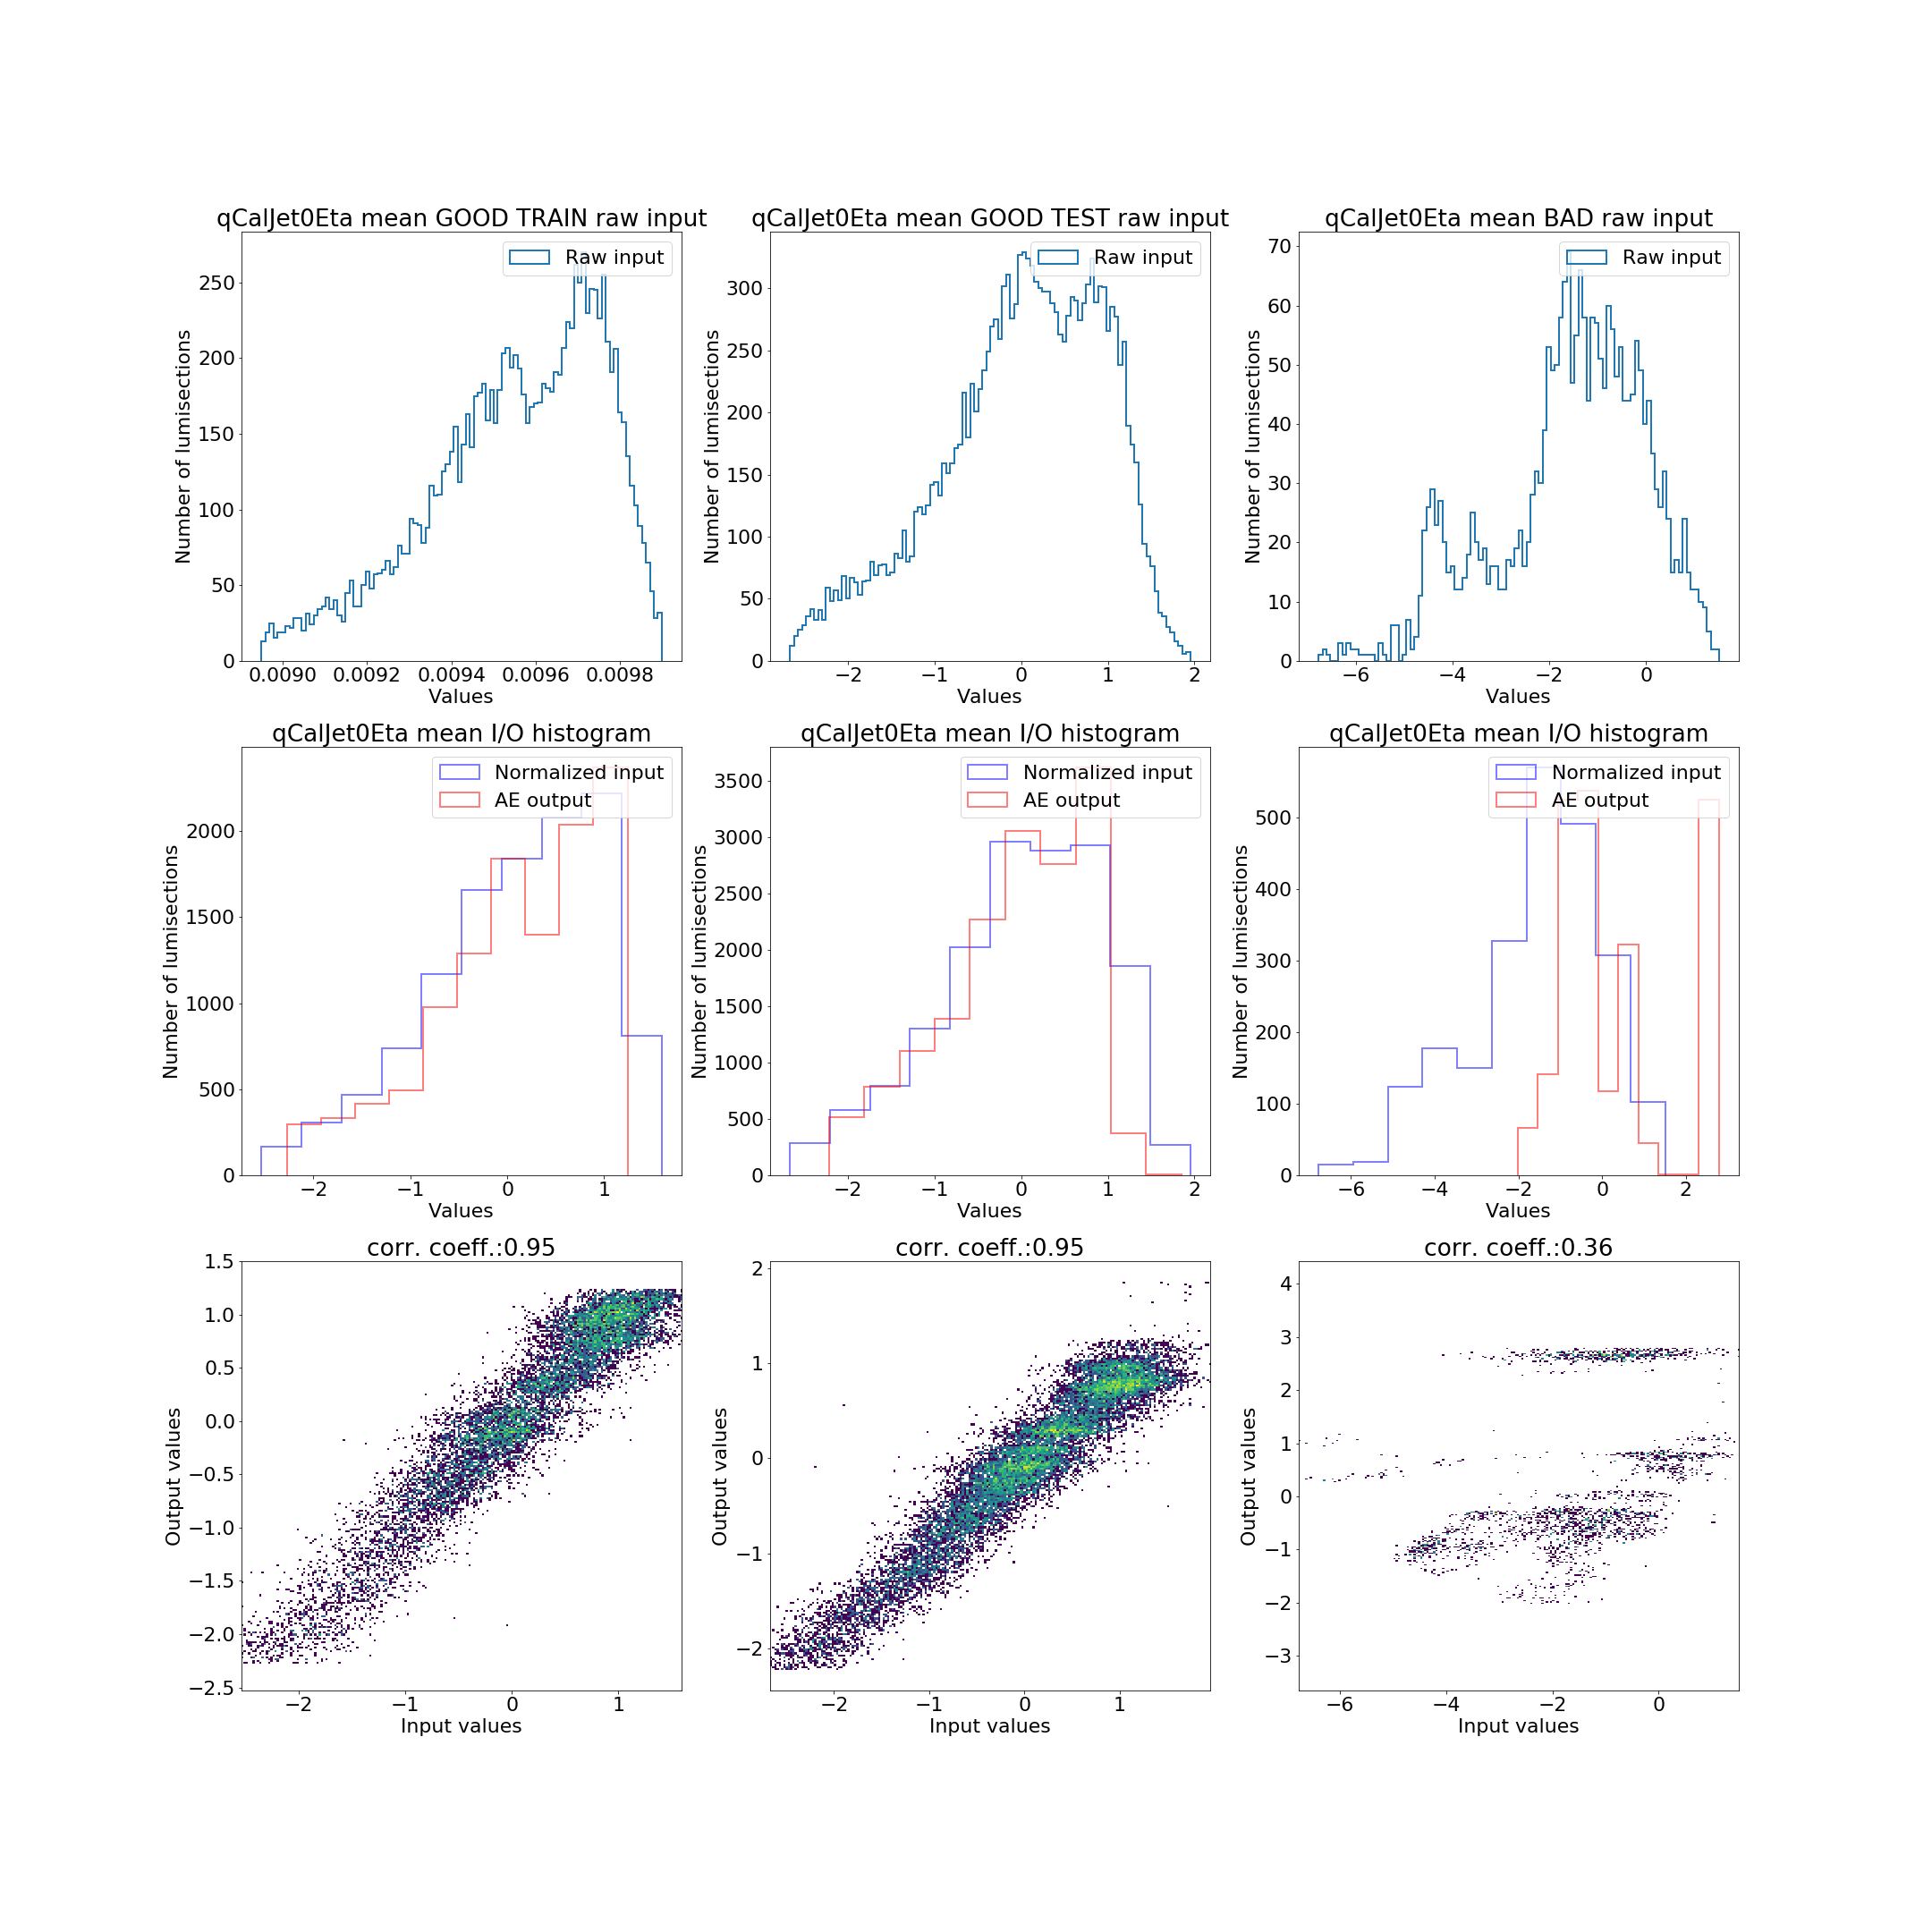 qCalJet0Eta mean GOOD TRAIN raw input
Raw input
Number of lumisections
0
50
100
150
200
250
0.0090
0.0092
0.0094
0.0096
0.0098
Values
qCalJet0Eta mean GOOD TEST raw input
Raw input
Number of lumisections
0
50
100
150
200
250
300
−2
−1
0
1
2
Values
qCalJet0Eta mean BAD raw input
Raw input
Number of lumisections
0
10
20
30
40
50
60
70
−6
−4
−2
0
Values
qCalJet0Eta mean I/O histogram
Normalized input
AE output
Number of lumisections
0
500
1000
1500
2000
−2
−1
0
1
Values
qCalJet0Eta mean I/O histogram
Normalized input
AE output
Number of lumisections
0
500
1000
1500
2000
2500
3000
3500
−2
−1
0
1
2
Values
qCalJet0Eta mean I/O histogram
Normalized input
AE output
Number of lumisections
0
100
200
300
400
500
−6
−4
−2
0
2
Values
corr. coeff.:0.95
Output values
1.5
1.0
0.5
0.0
−0.5
−1.0
−1.5
−2.0
−2.5
−2
−1
0
1
Input values
corr. coeff.:0.95
Output values
2
1
0
−1
−2
−2
−1
0
1
Input values
corr. coeff.:0.36
Output values
4
3
2
1
0
−1
−2
−3
−6
−4
−2
0
Input values